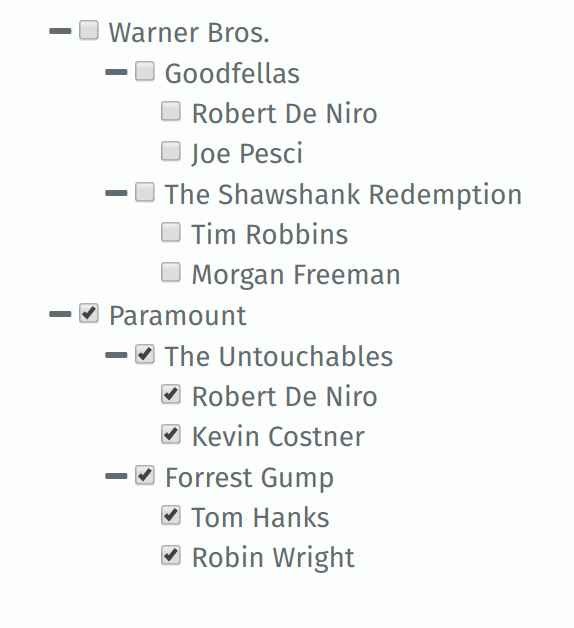 Warner Bros.
Goodfellas
Robert De Niro
Joe Pesci
The Shawshank Redemption
Tim Robbins
Morgan Freeman
Paramount
The Untouchables
Robert De Niro
Kevin Costner
Forrest Gump
Tom Hanks
Robin Wright